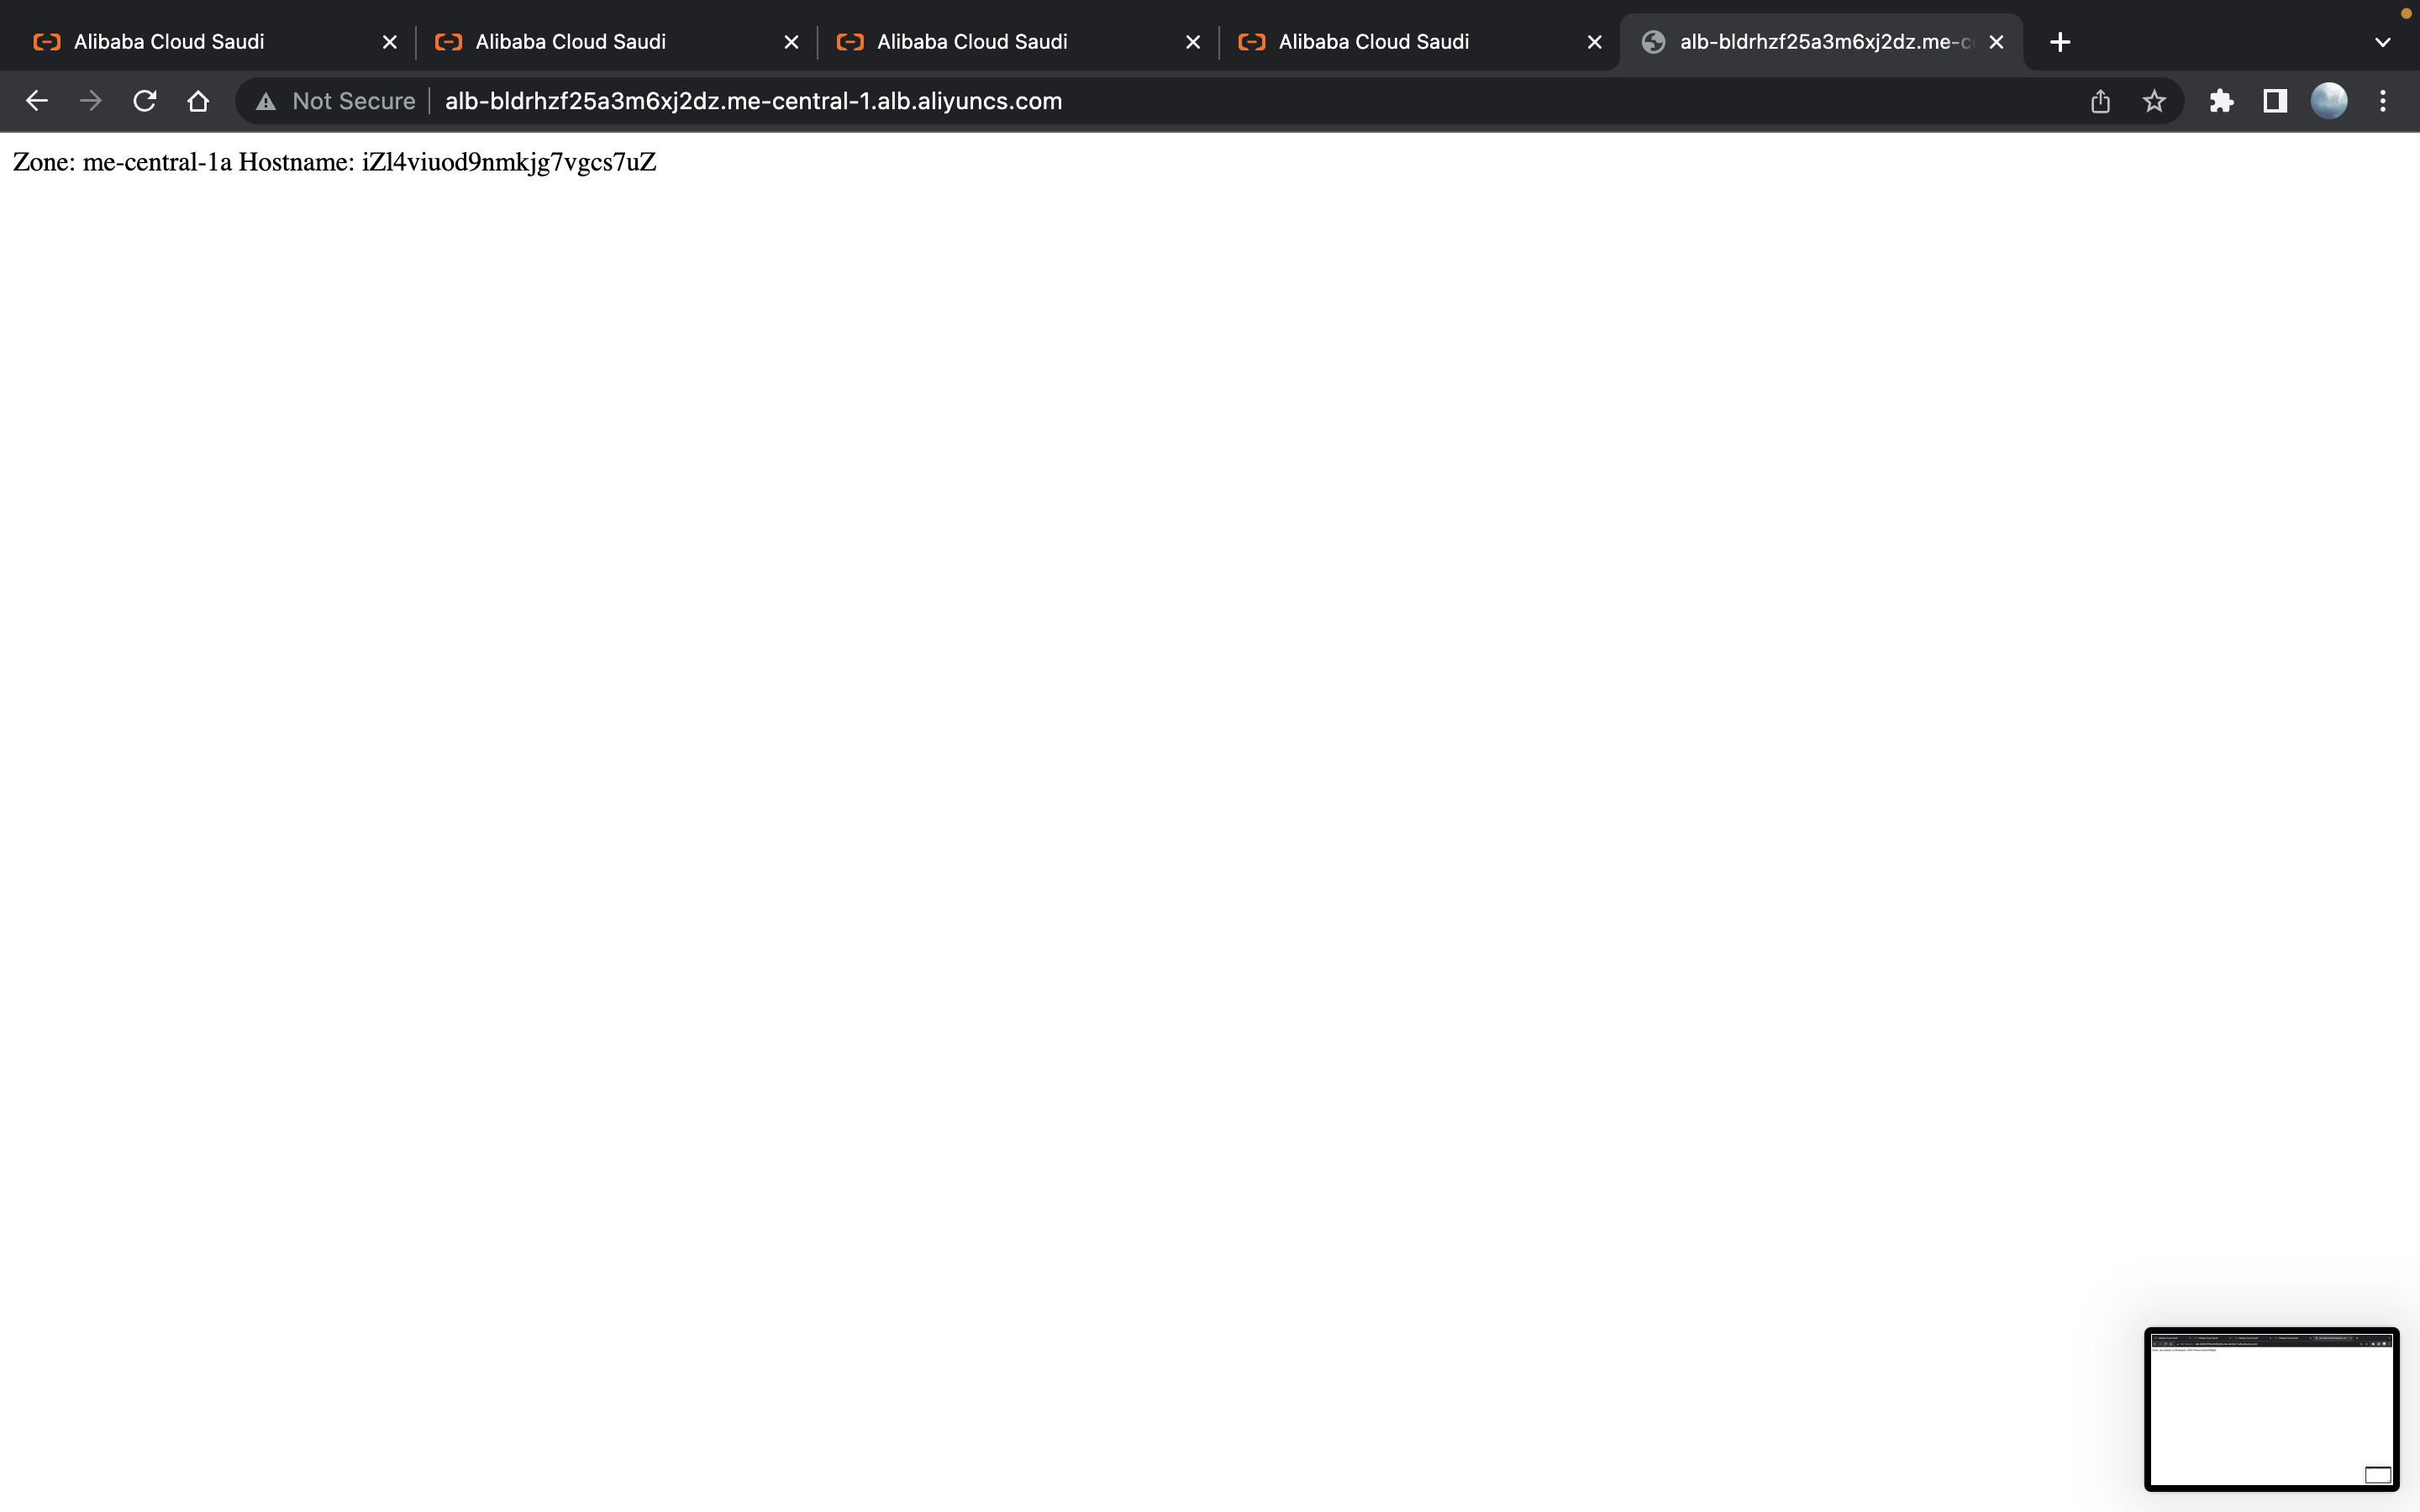 Alibaba Cloud Saudi
Alibaba Cloud Saudi
Alibaba Cloud Saudi
Alibaba Cloud Saudi
alb-bldrhzf25a3m6xj2dz.me-c
Not Secure
alb-bldrhzf25a3m6xj2dz.me-central-1.alb.aliyuncs.com
Zone: me-central-1a Hostname: iZl4viuod9nmkjg7vgcs7uZ